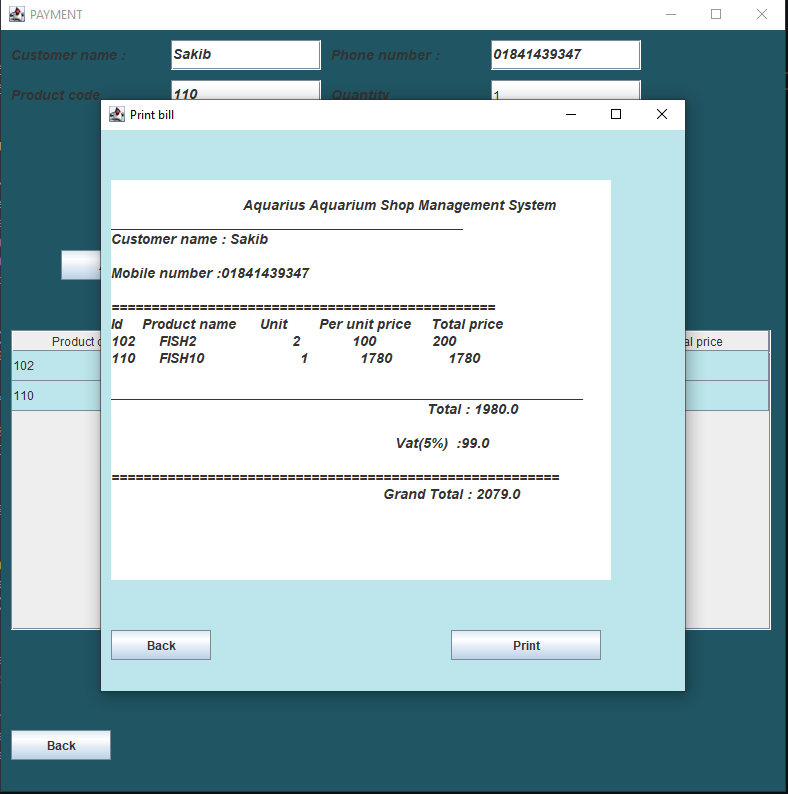 PAYMENT
Customer name : Sakib Phone number : 01841439347
Product code 110 Quantity 1
Print bill
Aquarius Aquarium Shop Management System
Customer name : Sakib
Mobile number :01841439347
================================================
Id Product name Unit Per unit price Total price
102 FISH2 2 100 200
110 FISH10 1 1780 1780
Total : 1980.0
Vat(5%) :99.0
========================================================
Grand Total : 2079.0
Back Print
Product
102
110
price
Back